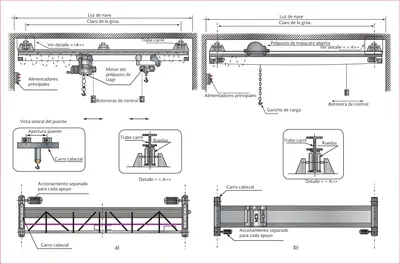 Luz de nave
Claro de la grúa.
Trabe carril
Ver detalle <<A>>
Motor del
polipasto de
izaje
Alimentadores
principales
Botoneras de control
Vista lateral del puente
Apertura puente
Carro cabezal
Trabe carril
Ruedas
Detalle < < A>>
Accionamiento separado
para cada apoyo
Carro cabezal
a)
Luz de nave
Claro de la grúa.
Polipasto de malacate abierto
Ver detalle < < A>>
Alimentadores
principales
Gancho de carga
Botonera de control
Trabe carril
Ruedas
Detalle < < A>>
Carro cabezal
Accionamiento separado
para cada apoyo
b)